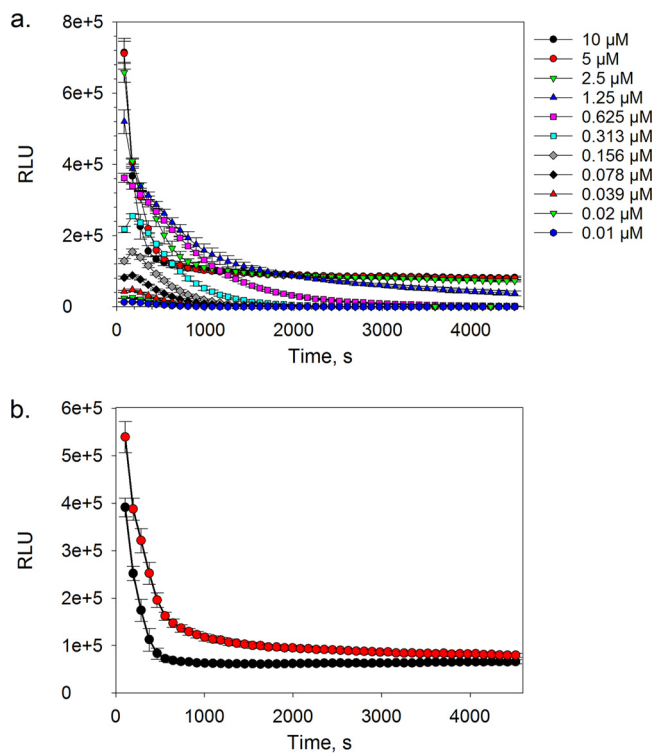 a.
8e+5
6e+5
4e+5
2e+5
0
RLU
0 1000 2000 3000 4000
Time, s
10 µM
5 µM
2.5 µM
1.25 µM
0.625 µM
0.313 µM
0.156 µM
0.078 µM
0.039 µM
0.02 µM
0.01 µM
b.
6e+5
5e+5
4e+5
3e+5
2e+5
1e+5
0
RLU
0 1000 2000 3000 4000
Time, s